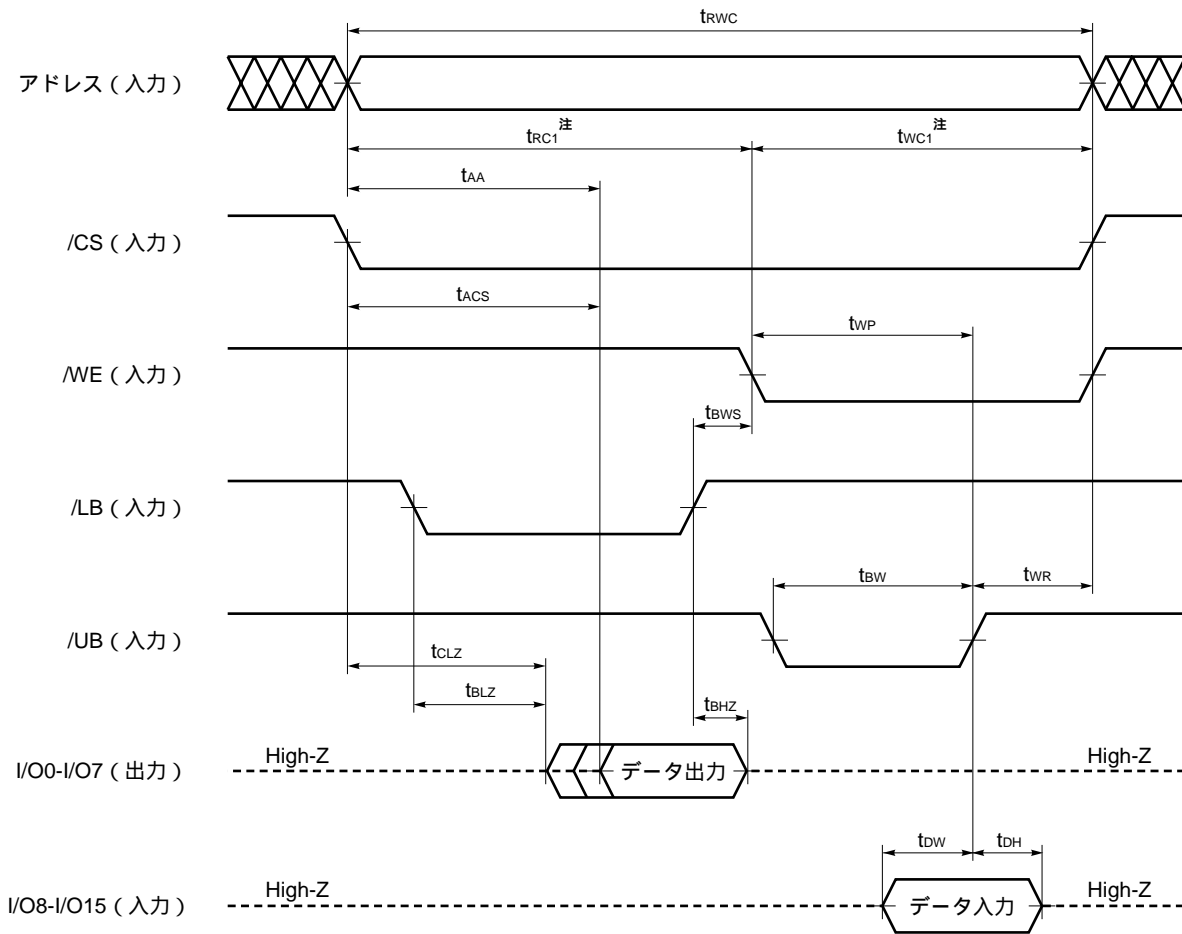 tRWC
アドレス（入力）
tRC1注
tWC1注
tAA
/CS（入力）
tACS
tWP
/WE（入力）
tBWS
/LB（入力）
tBW
tWR
/UB（入力）
tCLZ
tBLZ
tBHZ
I/O0-I/O7（出力）
High-Z
データ出力
High-Z
tDW
tDH
I/O8-I/O15（入力）
High-Z
データ入力
High-Z